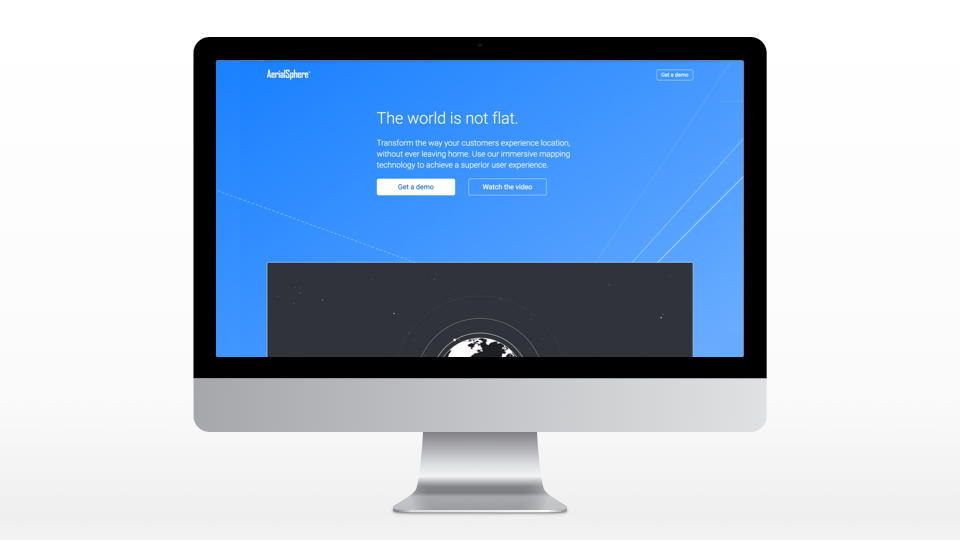 AerialSphere™
Get a demo
The world is not flat.
Transform the way your customers experience location,
without ever leaving home. Use our immersive mapping
technology to achieve a superior user experience.
Get a demo
Watch the video